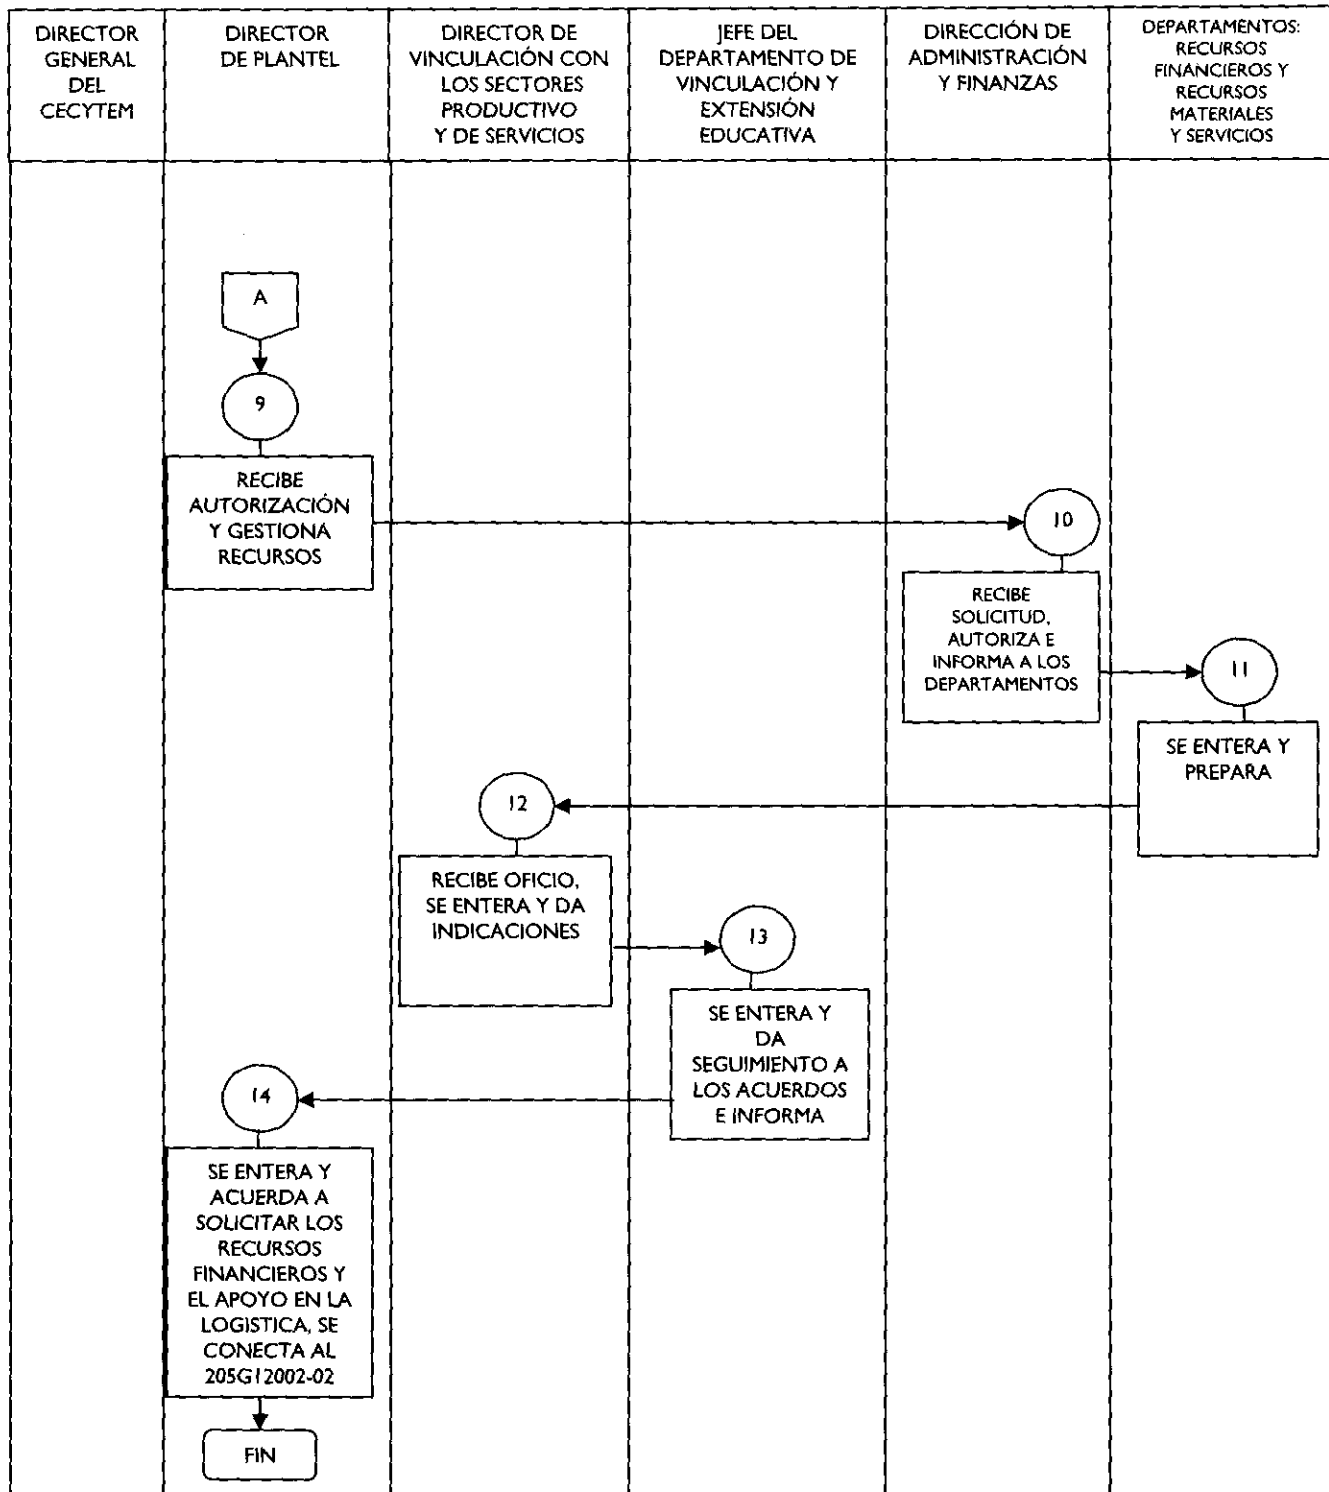 DIRECTOR
GENERAL
DEL
CECYTEM
DIRECTOR
DE PLANTEL
DIRECTOR DE
VINCULACIÓN CON
LOS SECTORES
PRODUCTIVO
Y DE SERVICIOS
JEFE DEL
DEPARTAMENTO DE
VINCULACIÓN Y
EXTENSIÓN
EDUCATIVA
DIRECCIÓN DE
ADMINISTRACIÓN
Y FINANZAS
DEPARTAMENTOS:
RECURSOS
FINANCIEROS Y
RECURSOS
MATERIALES
Y SERVICIOS
A
9
RECIBE
AUTORIZACIÓN
Y GESTIONA
RECURSOS
10
RECIBE
SOLICITUD,
AUTORIZA E
INFORMA A LOS
DEPARTAMENTOS
11
SE ENTERA Y
PREPARA
12
RECIBE OFICIO,
SE ENTERA Y DA
INDICACIONES
13
SE ENTERA Y
DA
SEGUIMIENTO A
LOS ACUERDOS
E INFORMA
14
SE ENTERA Y
ACUERDA A
SOLICITAR LOS
RECURSOS
FINANCIEROS Y
EL APOYO EN LA
LOGISTICA, SE
CONECTA AL
205G12002-02
FIN